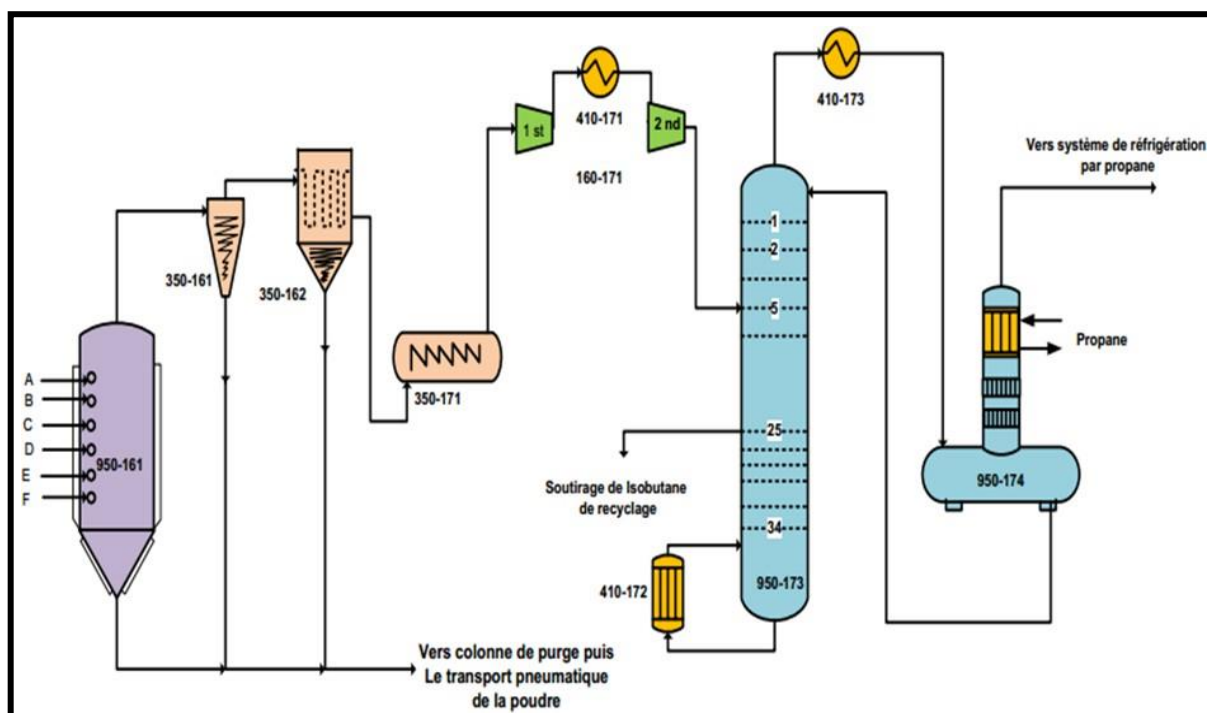 410-171
410-173
1 st
2 nd
160-171
Vers système de réfrigération
par propane
350-161
350-162
1
2
5
350-171
Propane
A
B
C
D
E
F
950-161
25
Soutirage de Isobutane
de recyclage
34
950-174
410-172
950-173
Vers colonne de purge puis
Le transport pneumatique
de la poudre